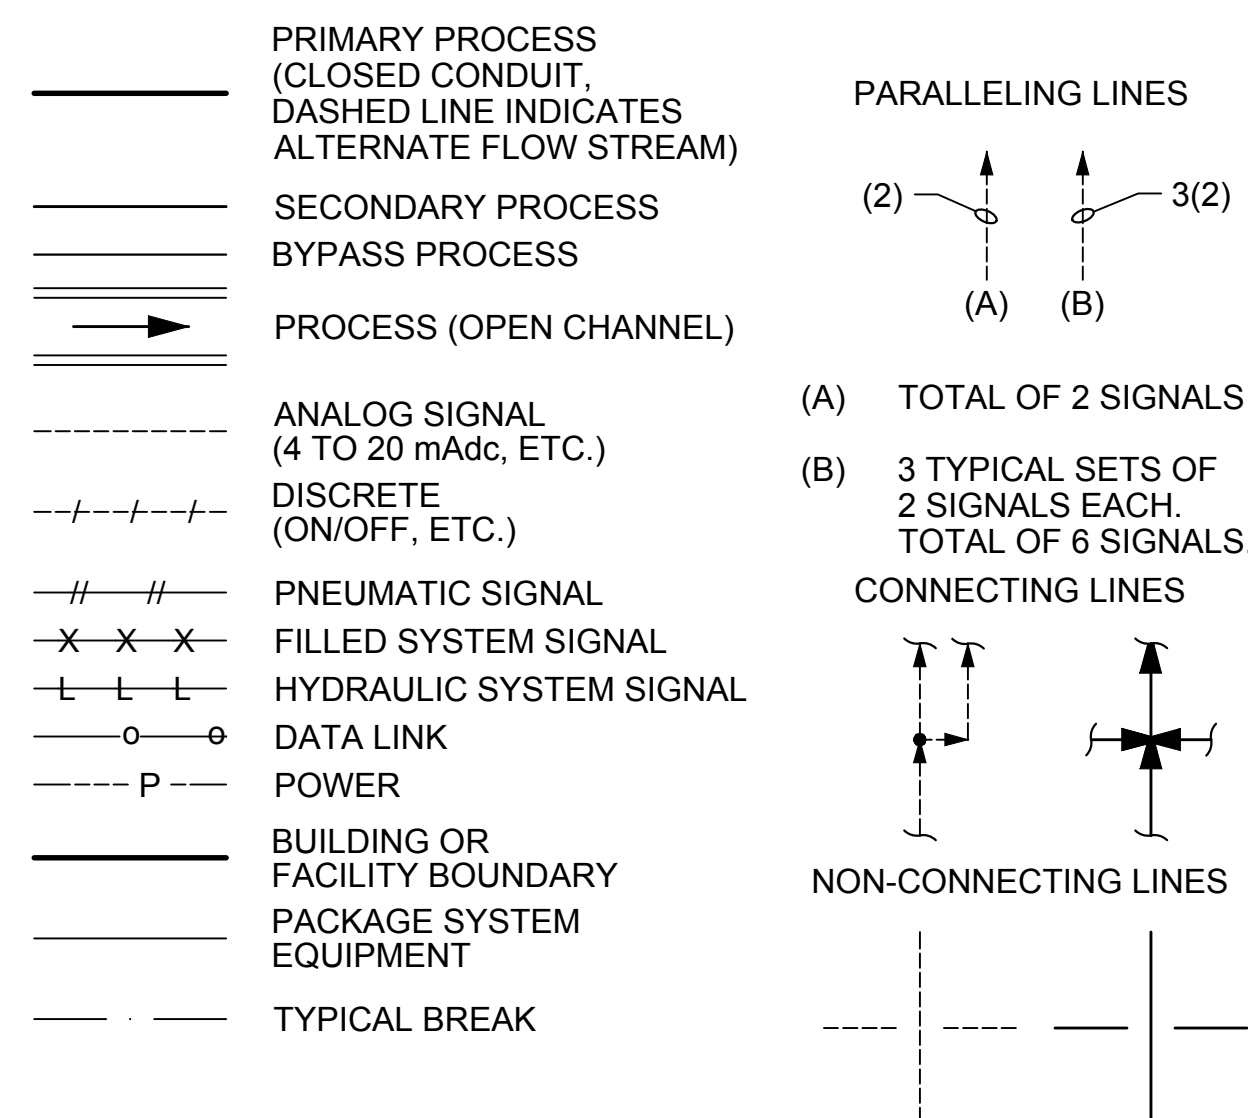 PRIMARY PROCESS
(CLOSED CONDUIT,
DASHED LINE INDICATES
ALTERNATE FLOW STREAM)
SECONDARY PROCESS
BYPASS PROCESS
PROCESS (OPEN CHANNEL)
ANALOG SIGNAL
(4 TO 20 mAdc, ETC.)
DISCRETE
(ON/OFF, ETC.)
// // PNEUMATIC SIGNAL
X X X FILLED SYSTEM SIGNAL
L L L HYDRAULIC SYSTEM SIGNAL
o o DATA LINK
P POWER
BUILDING OR
FACILITY BOUNDARY
PACKAGE SYSTEM
EQUIPMENT
TYPICAL BREAK
PARALLELING LINES
(2) 3(2)
(A) (B)
(A) TOTAL OF 2 SIGNALS
(B) 3 TYPICAL SETS OF
2 SIGNALS EACH.
TOTAL OF 6 SIGNALS.
CONNECTING LINES
NON-CONNECTING LINES